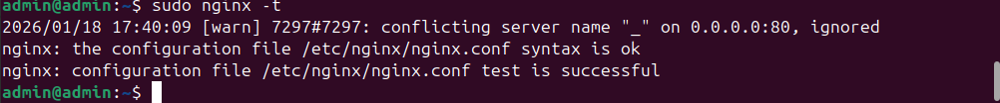 admin@admin:~$ sudo nginx -t
2026/01/18 17:40:09 [warn] 7297#7297: conflicting server name "_" on 0.0.0.0:80, ignored
nginx: the configuration file /etc/nginx/nginx.conf syntax is ok
nginx: configuration file /etc/nginx/nginx.conf test is successful
admin@admin:~$